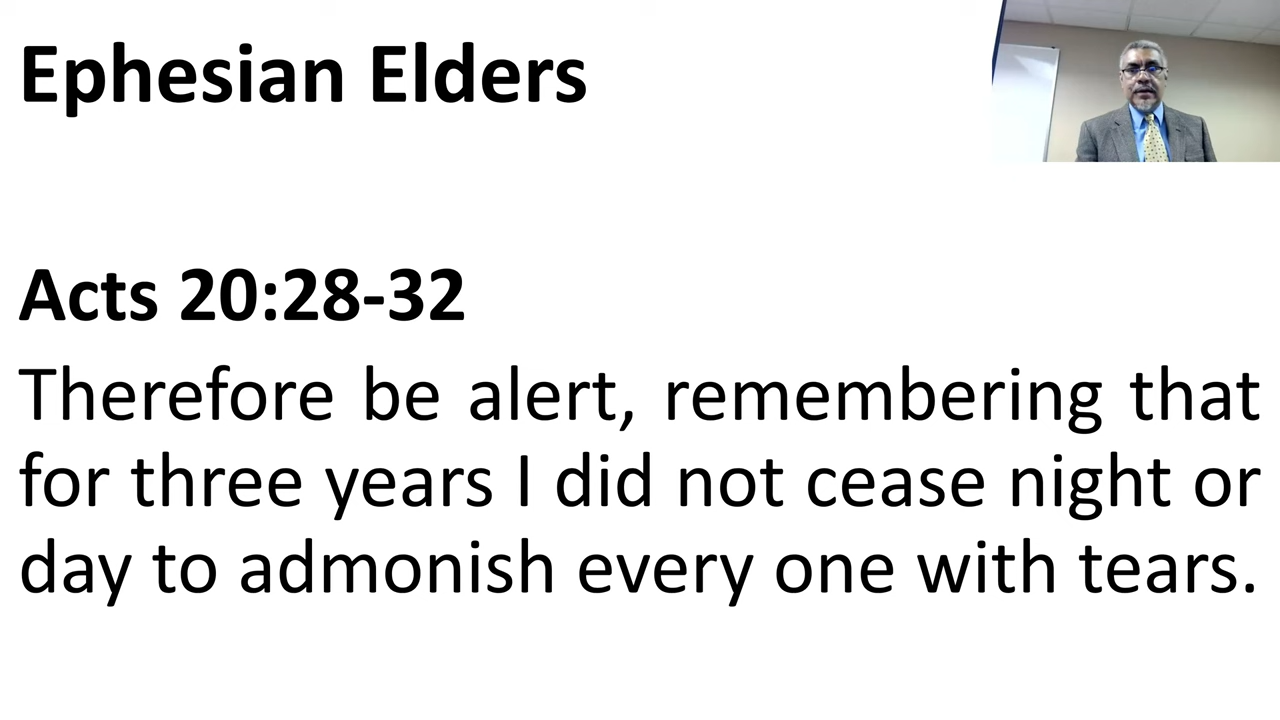 Ephesian Elders
Acts 20:28-32
Therefore be alert, remembering that
for three years I did not cease night or
day to admonish every one with tears.